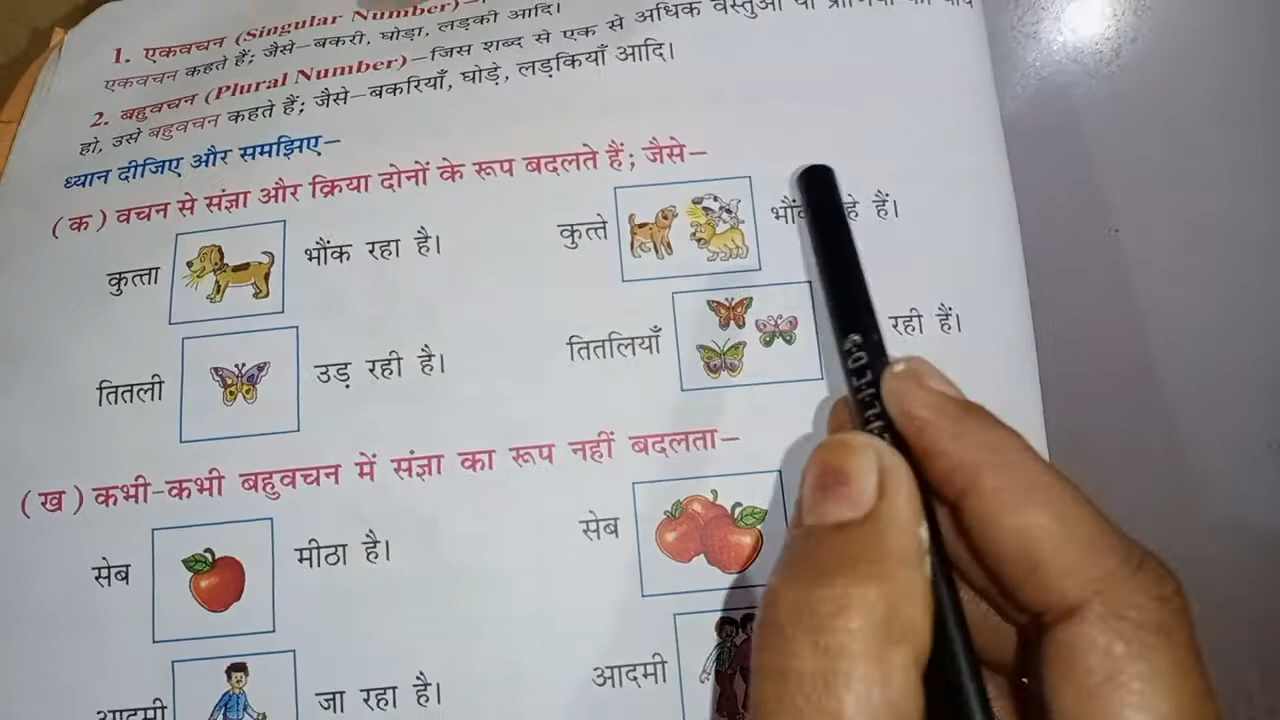 1. एकवचन (Singular Number)–
एकवचन कहते हैं; जैसे–बकरी, घोड़ा, लड़की आदि।
2. बहुवचन (Plural Number)–जिस शब्द से एक से अधिक वस्तुओं या
हो, उसे बहुवचन कहते हैं; जैसे–बकरियाँ, घोड़े, लड़कियाँ आदि।
ध्यान दीजिए और समझिए–
(क) वचन से संज्ञा और क्रिया दोनों के रूप बदलते हैं; जैसे–
कुत्ता भौंक रहा है।
कुत्ते हैं।
तितली उड़ रही है।
तितलियाँ रही हैं।
(ख) कभी-कभी बहुवचन में संज्ञा का रूप नहीं बदलता–
सेब मीठा है।
सेब
आदमी जा रहा है।
आदमी